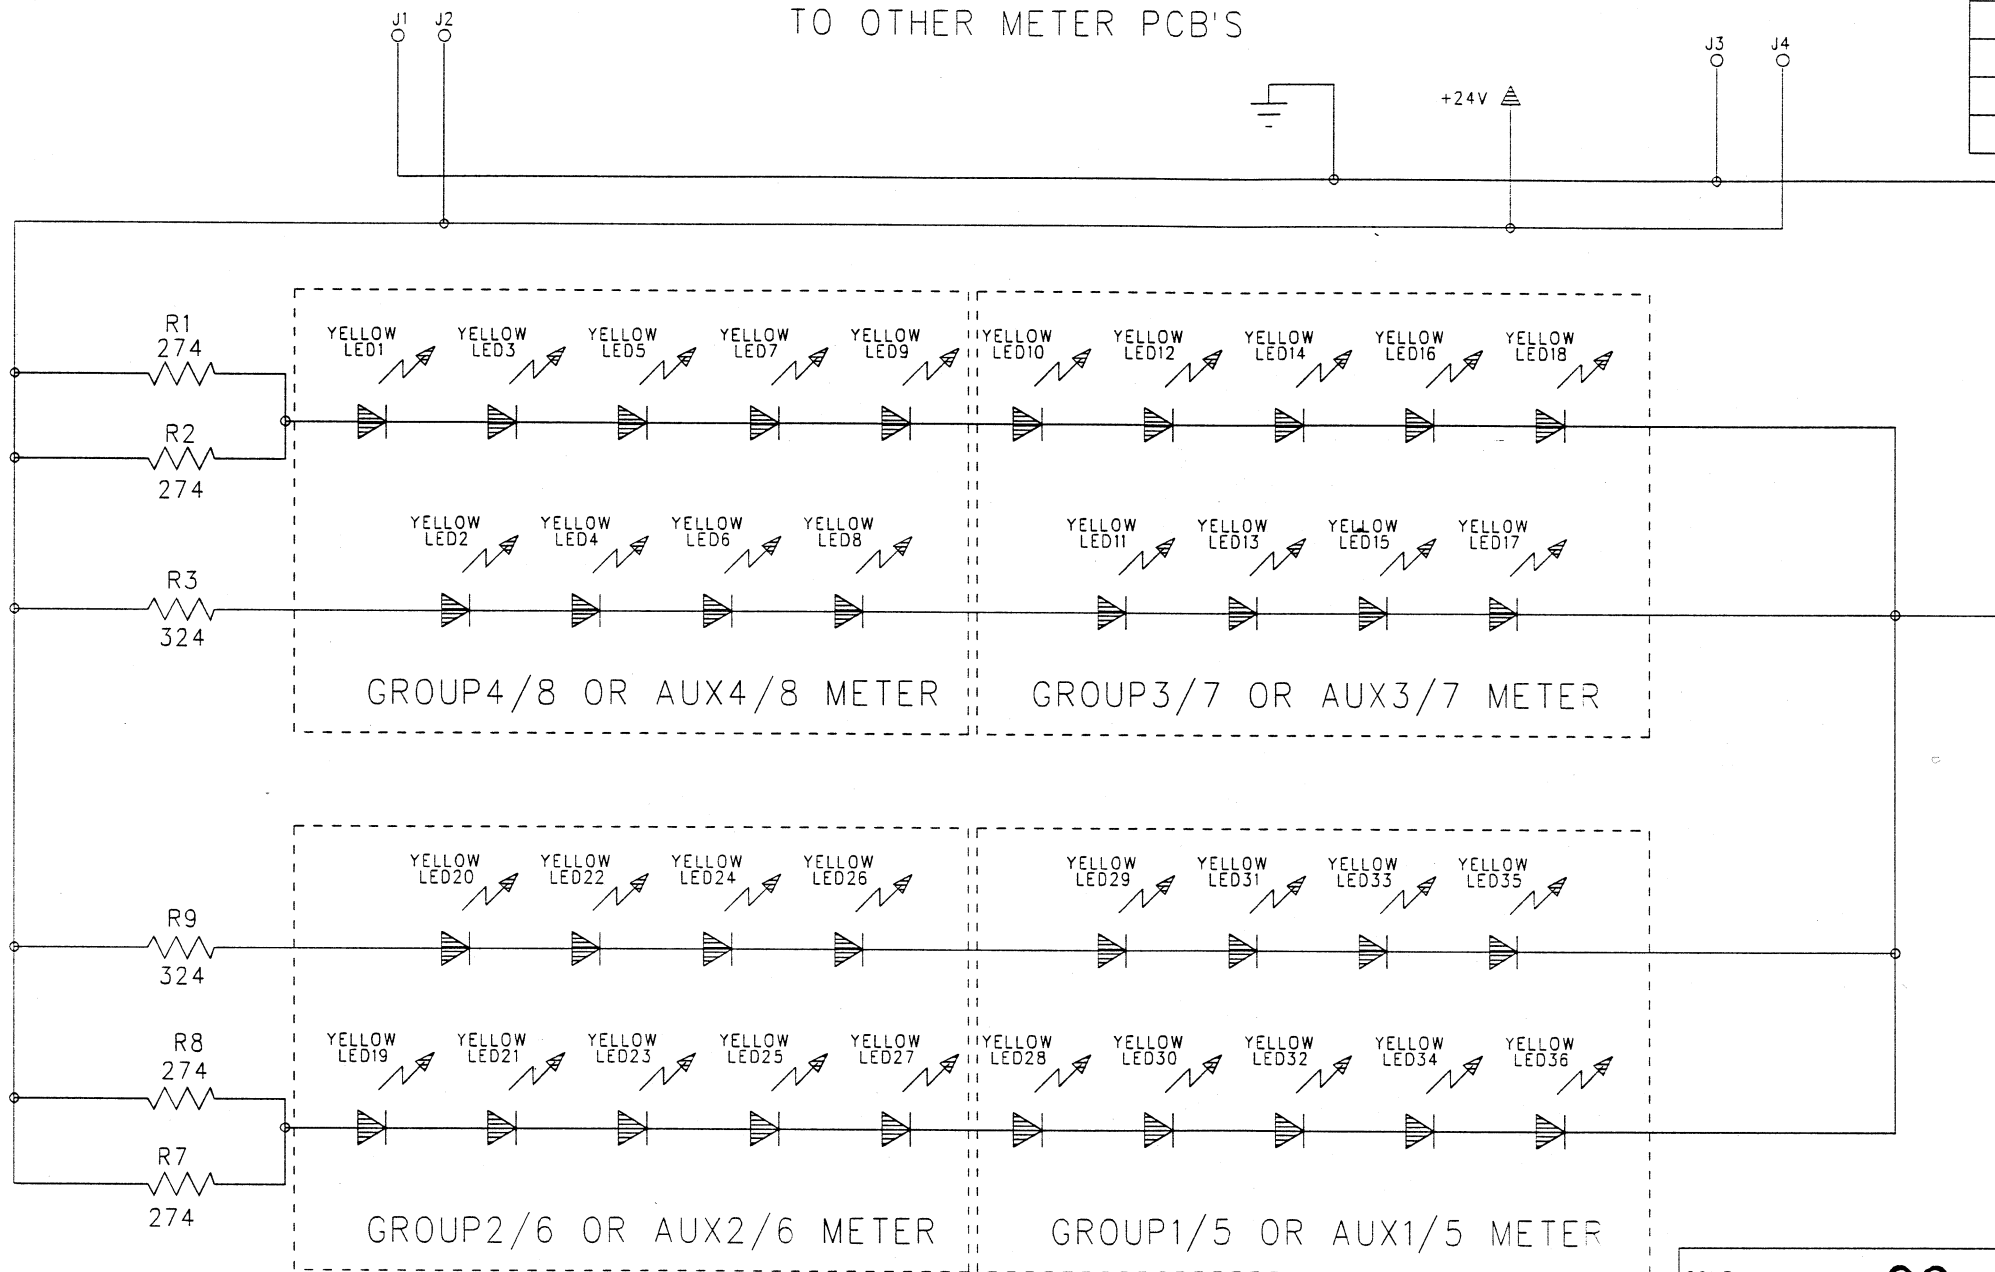 J1 J2
TO OTHER METER PCB'S
J3 J4
+24V
R1
274
YELLOW LED1
YELLOW LED3
YELLOW LED5
YELLOW LED7
YELLOW LED9
YELLOW LED10
YELLOW LED12
YELLOW LED14
YELLOW LED16
YELLOW LED18
R2
274
YELLOW LED2
YELLOW LED4
YELLOW LED6
YELLOW LED8
YELLOW LED11
YELLOW LED13
YELLOW LED15
YELLOW LED17
R3
324
GROUP4/8 OR AUX4/8 METER
GROUP3/7 OR AUX3/7 METER
YELLOW LED20
YELLOW LED22
YELLOW LED24
YELLOW LED26
YELLOW LED29
YELLOW LED31
YELLOW LED33
YELLOW LED35
R9
324
R8
274
YELLOW LED19
YELLOW LED21
YELLOW LED23
YELLOW LED25
YELLOW LED27
YELLOW LED28
YELLOW LED30
YELLOW LED32
YELLOW LED34
YELLOW LED36
R7
274
GROUP2/6 OR AUX2/6 METER
GROUP1/5 OR AUX1/5 METER